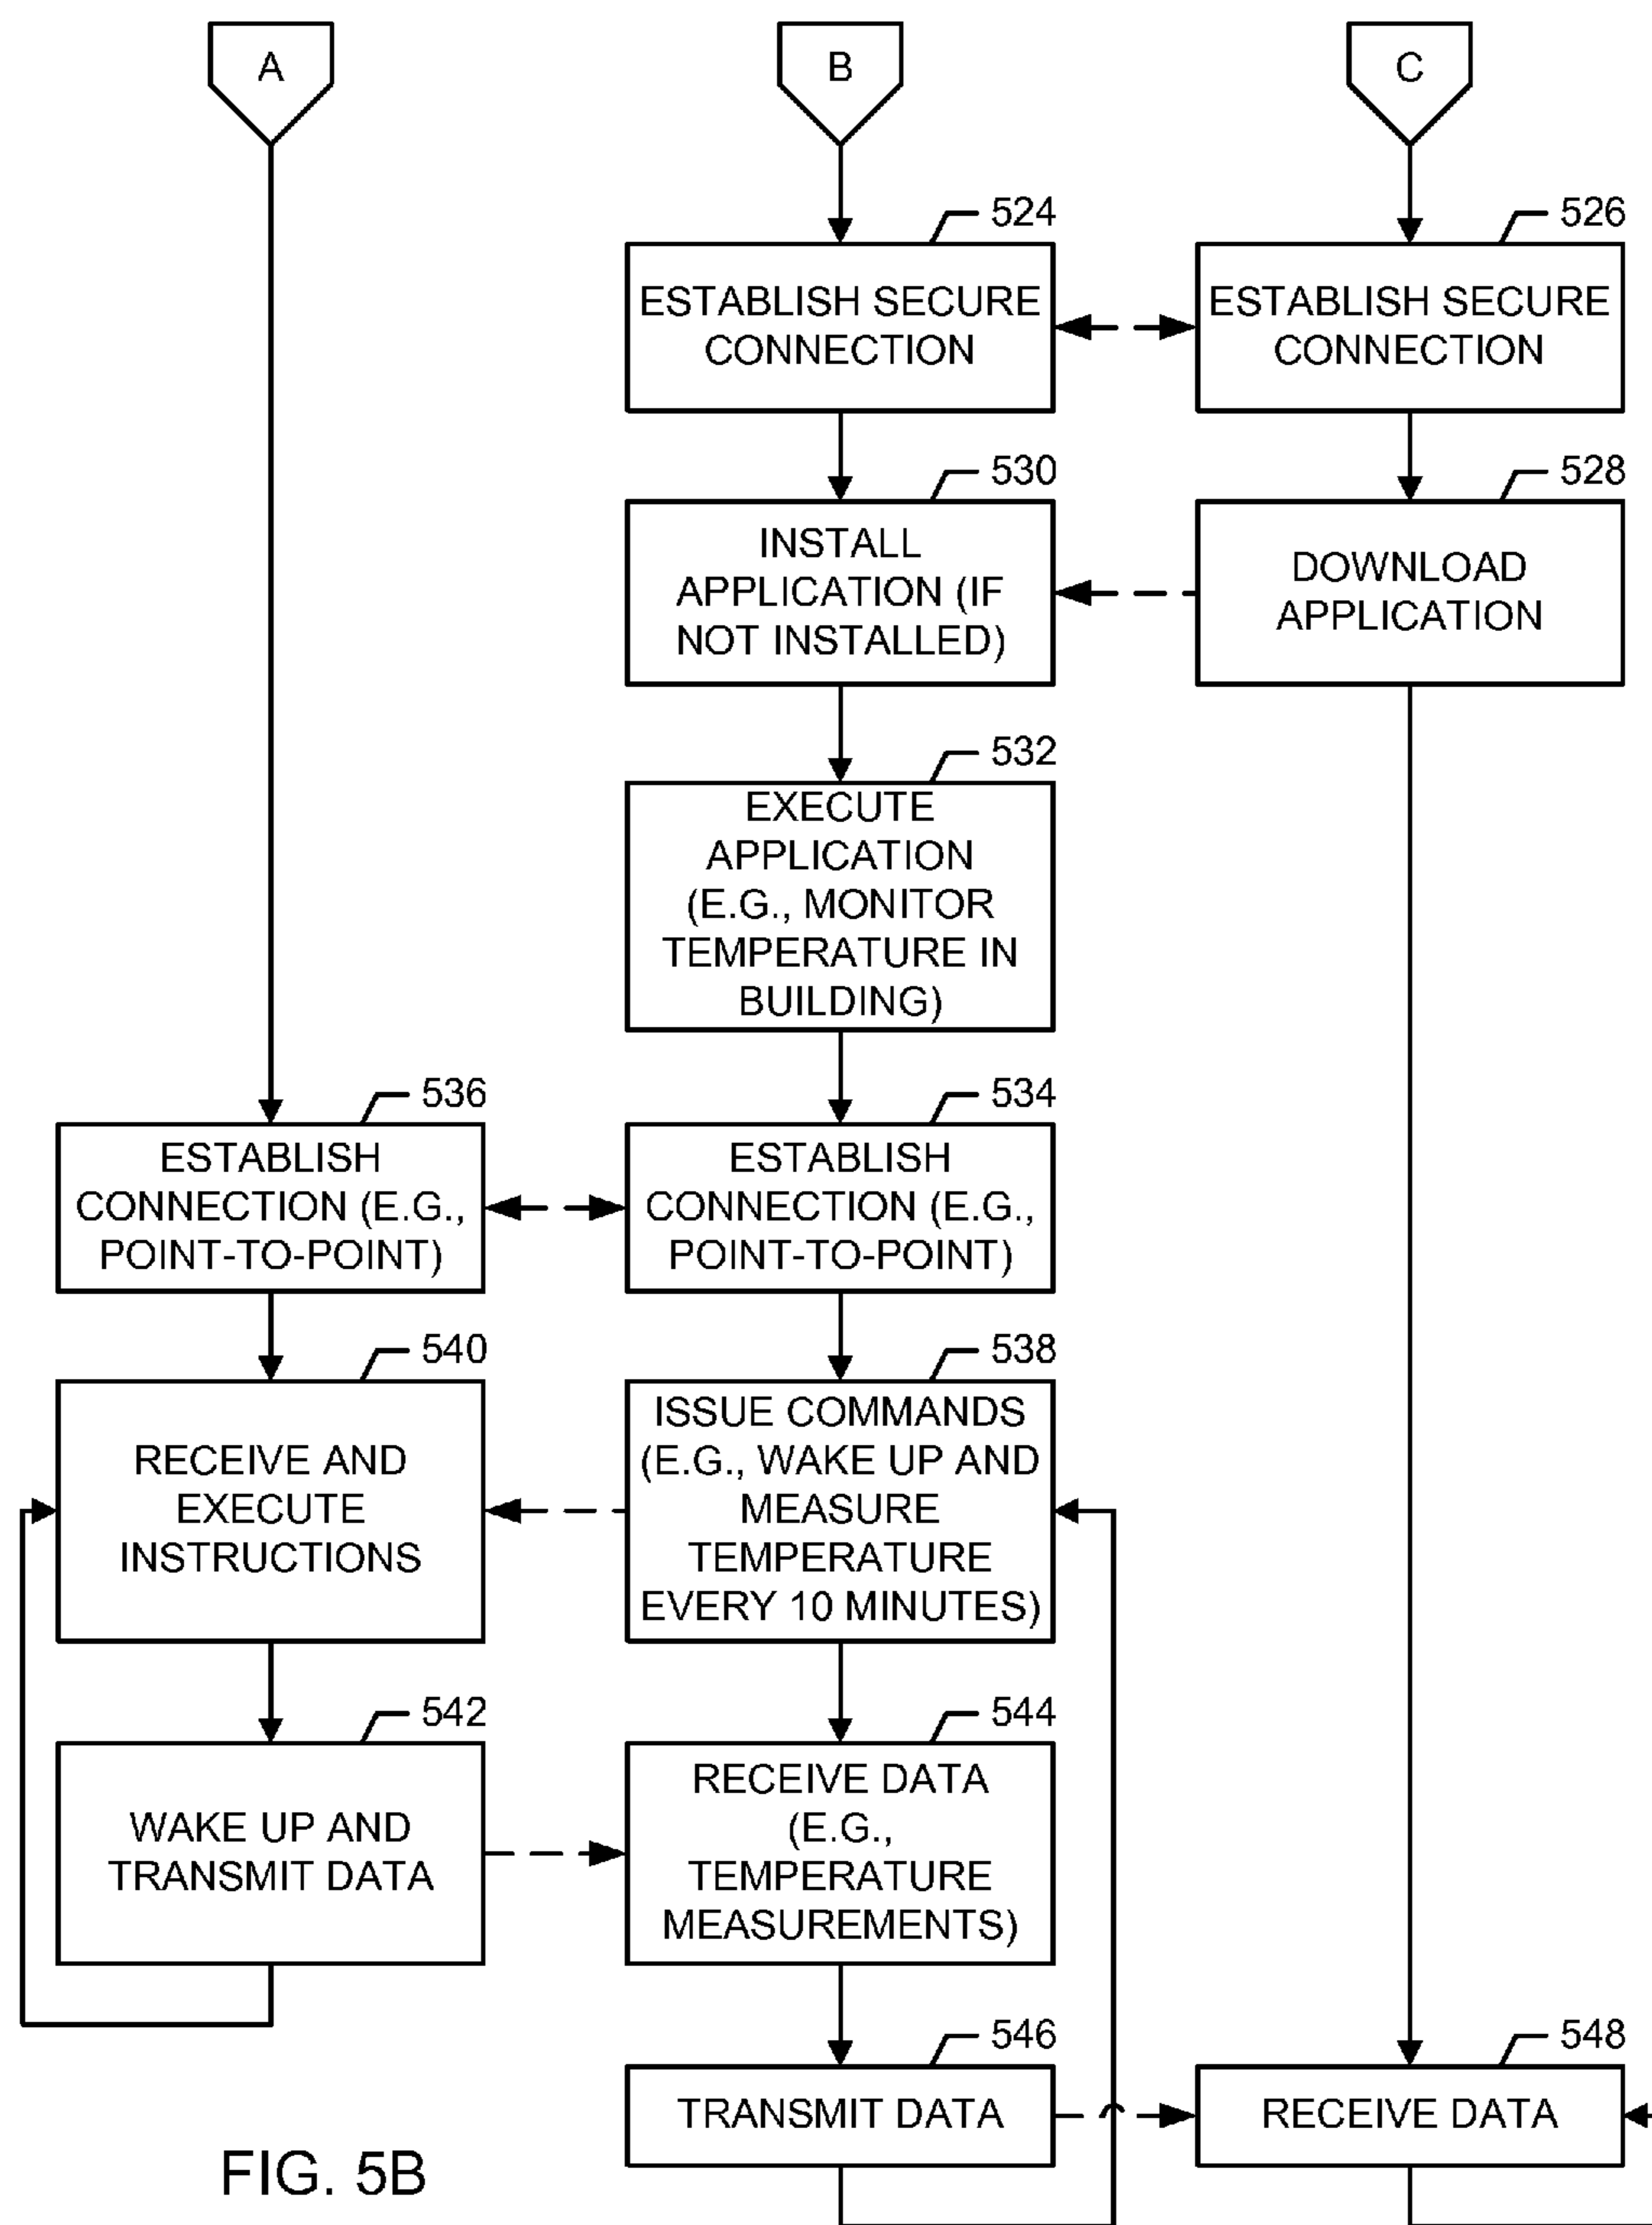 A
B
C
524
526
ESTABLISH SECURE
CONNECTION
ESTABLISH SECURE
CONNECTION
530
528
INSTALL
APPLICATION (IF
NOT INSTALLED)
DOWNLOAD
APPLICATION
532
EXECUTE
APPLICATION
(E.G., MONITOR
TEMPERATURE IN
BUILDING)
536
534
ESTABLISH
CONNECTION (E.G.,
POINT-TO-POINT)
ESTABLISH
CONNECTION (E.G.,
POINT-TO-POINT)
540
538
RECEIVE AND
EXECUTE
INSTRUCTIONS
ISSUE COMMANDS
(E.G., WAKE UP AND
MEASURE
TEMPERATURE
EVERY 10 MINUTES)
542
544
WAKE UP AND
TRANSMIT DATA
RECEIVE DATA
(E.G.,
TEMPERATURE
MEASUREMENTS)
546
548
TRANSMIT DATA
RECEIVE DATA
FIG. 5B